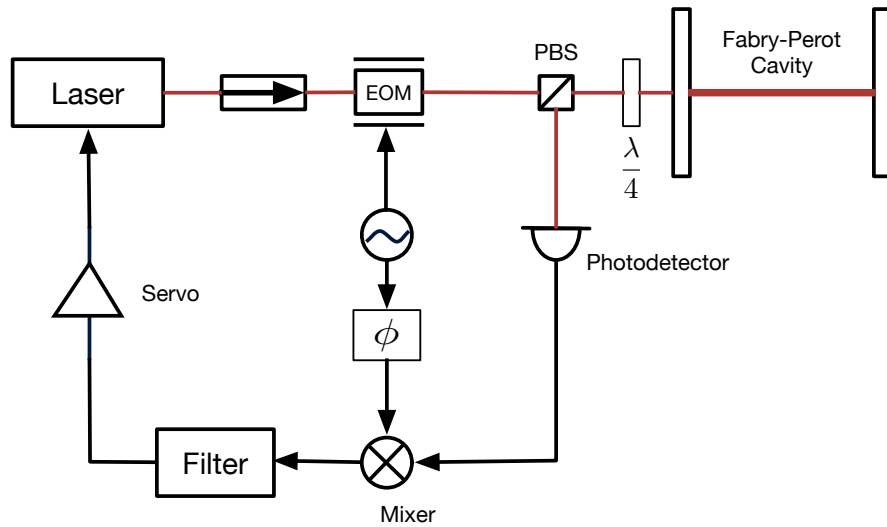 Laser
EOM
PBS
Fabry-Perot
Cavity
λ
4
Photodetector
Servo
ϕ
Filter
Mixer